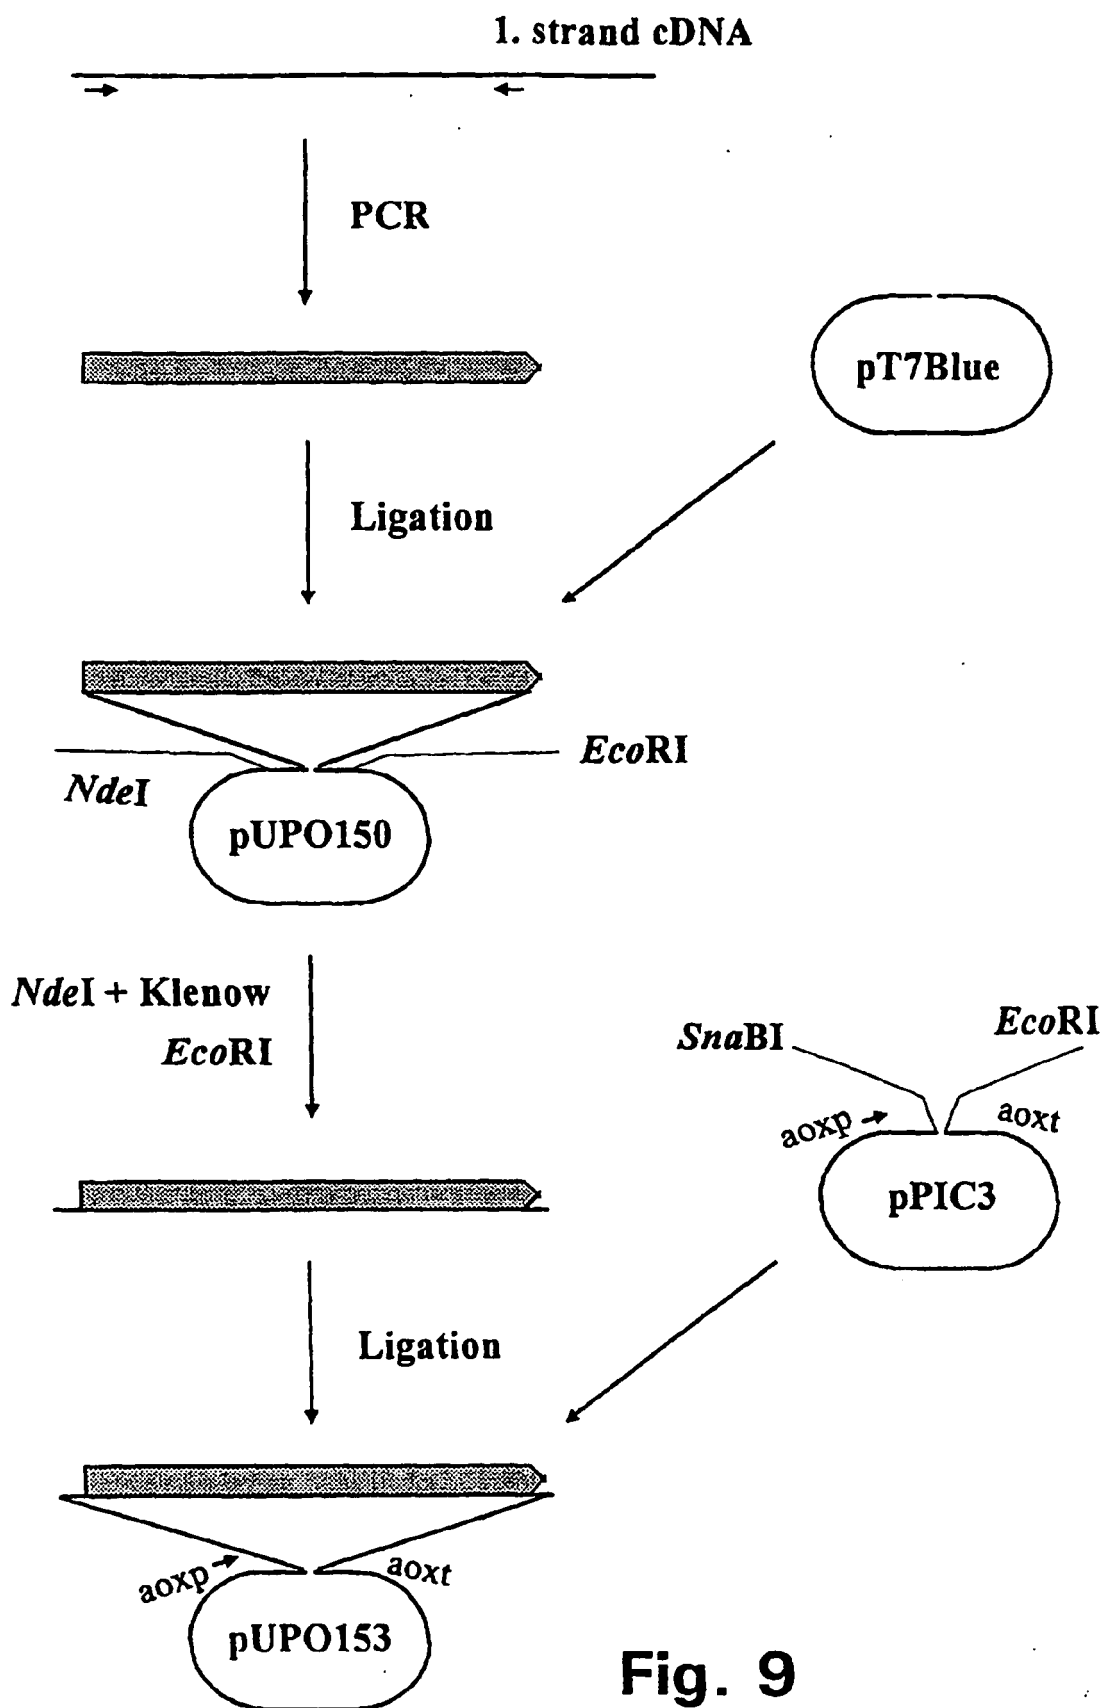 1. strand cDNA
PCR
pT7Blue
Ligation
NdeI
EcoRI
pUPO150
NdeI + Klenow
EcoRI
SnaBI
EcoRI
aoxp
aoxt
pPIC3
Ligation
aoxp
aoxt
pUPO153
Fig. 9